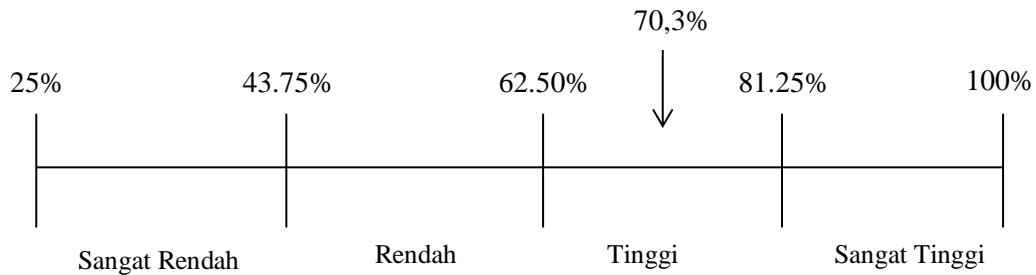 70,3%
25% 43.75% 62.50% 81.25% 100%
Sangat Rendah Rendah Tinggi Sangat Tinggi